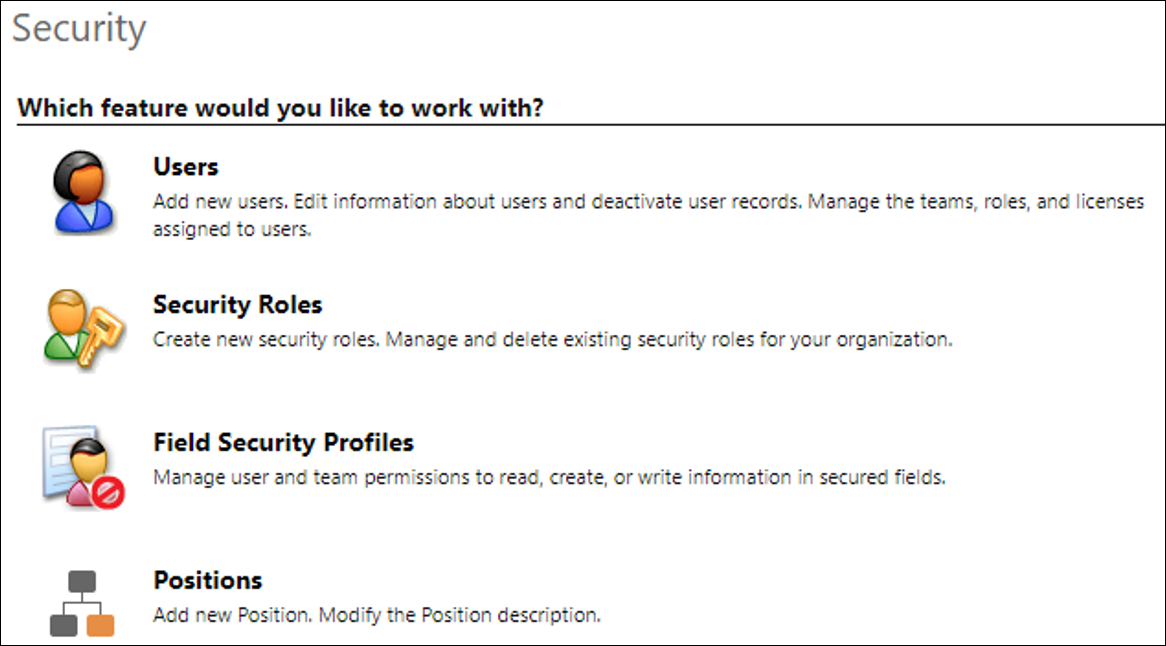 Security
Which feature would you like to work with?
Users
Add new users. Edit information about users and deactivate user records. Manage the teams, roles, and licenses
assigned to users.
Security Roles
Create new security roles. Manage and delete existing security roles for your organization.
Field Security Profiles
Manage user and team permissions to read, create, or write information in secured fields.
Positions
Add new Position. Modify the Position description.